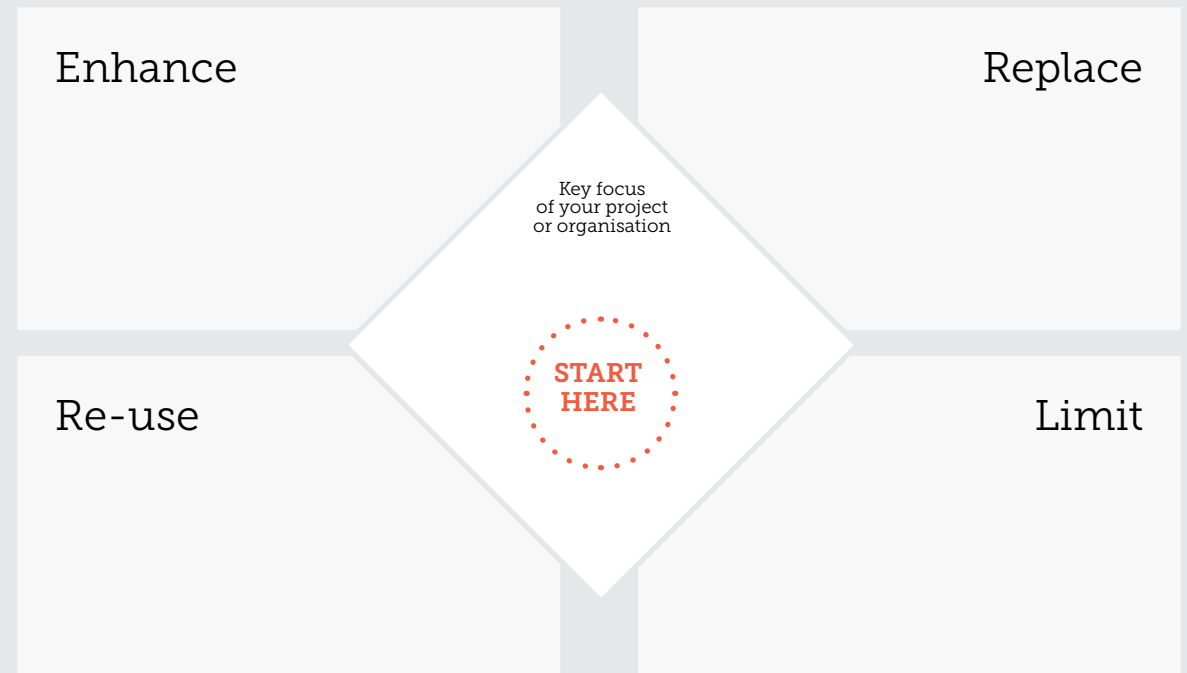 Enhance
Replace
Key focus
of your project
or organisation
START
HERE
Re-use
Limit